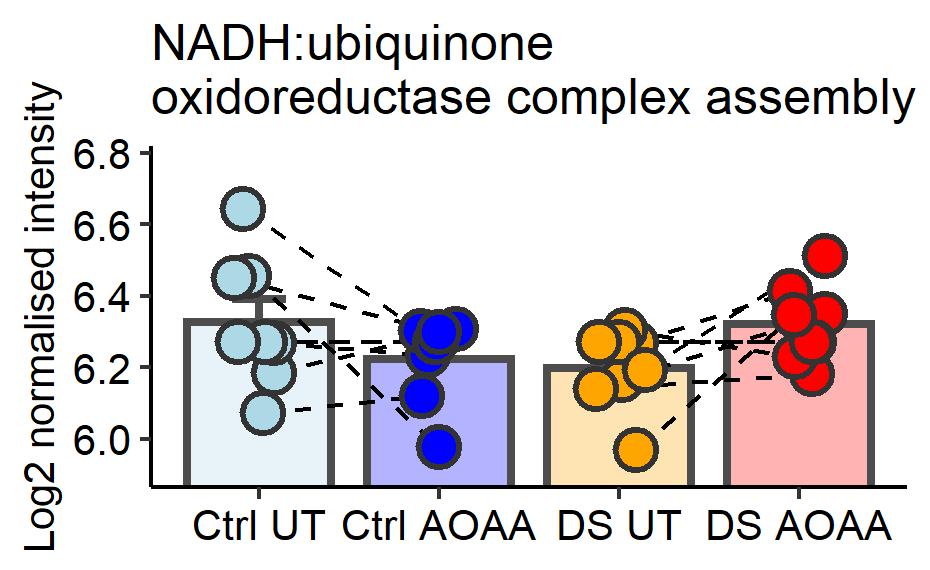 NADH:ubiquinone
oxidoreductase complex assembly
Log2 normalised intensity
6.8
6.6
6.4
6.2
6.0
Ctrl UT Ctrl AOAA DS UT DS AOAA